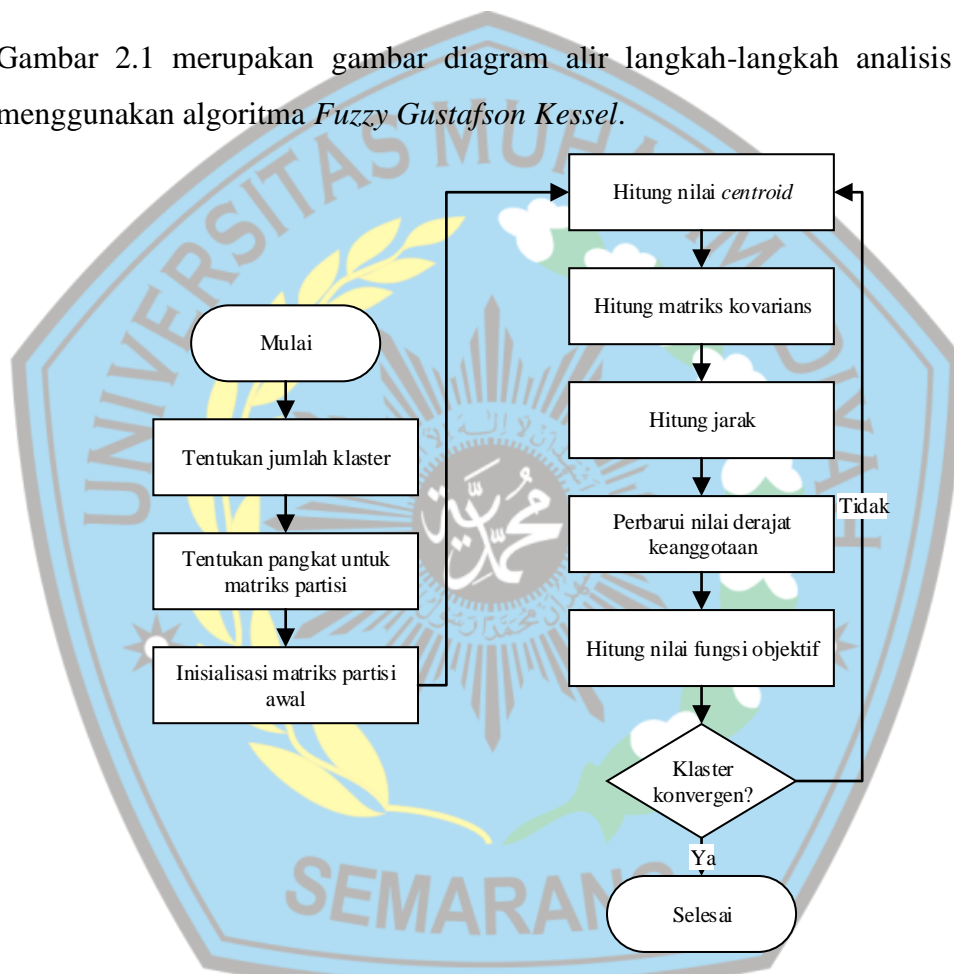 Gambar 2.1 merupakan gambar diagram alir langkah-langkah analisis
menggunakan algoritma Fuzzy Gustafson Kessel.
Mulai
Tentukan jumlah klaster
Tentukan pangkat untuk
matriks partisi
Inisialisasi matriks partisi
awal
Hitung nilai centroid
Hitung matriks kovarians
Hitung jarak
Perbarui nilai derajat
keanggotaan
Hitung nilai fungsi objektif
Klaster
konvergen?
Tidak
Ya
Selesai
UNIVERSITAS
SEMARANG